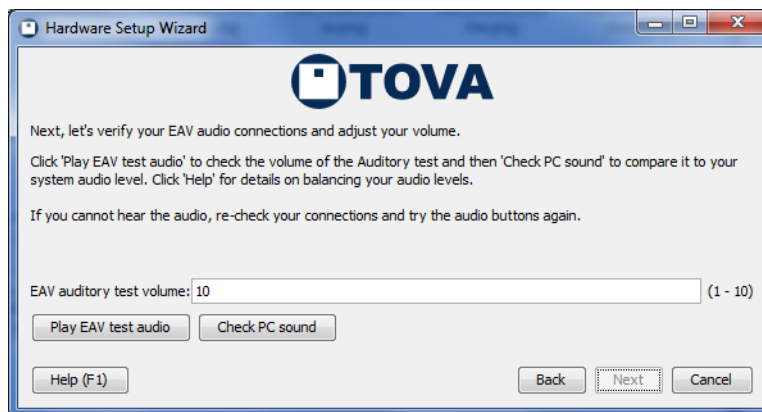 Hardware Setup Wizard
TOVA
Next, let's verify your EAV audio connections and adjust your volume.
Click 'Play EAV test audio' to check the volume of the Auditory test and then 'Check PC sound' to compare it to your
system audio level. Click 'Help' for details on balancing your audio levels.
If you cannot hear the audio, re-check your connections and try the audio buttons again.
EAV auditory test volume: 10 (1 - 10)
Play EAV test audio Check PC sound
Help (F1) Back Next Cancel